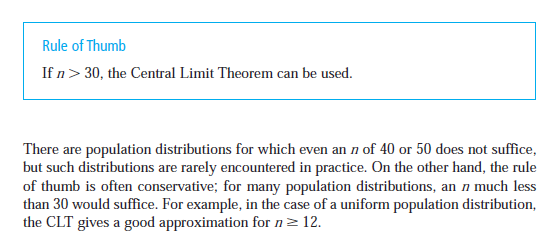 Rule of Thumb
If n > 30, the Central Limit Theorem can be used.
There are population distributions for which even an n of 40 or 50 does not suffice,
but such distributions are rarely encountered in practice. On the other hand, the rule
of thumb is often conservative; for many population distributions, an n much less
than 30 would suffice. For example, in the case of a uniform population distribution,
the CLT gives a good approximation for n ≥ 12.